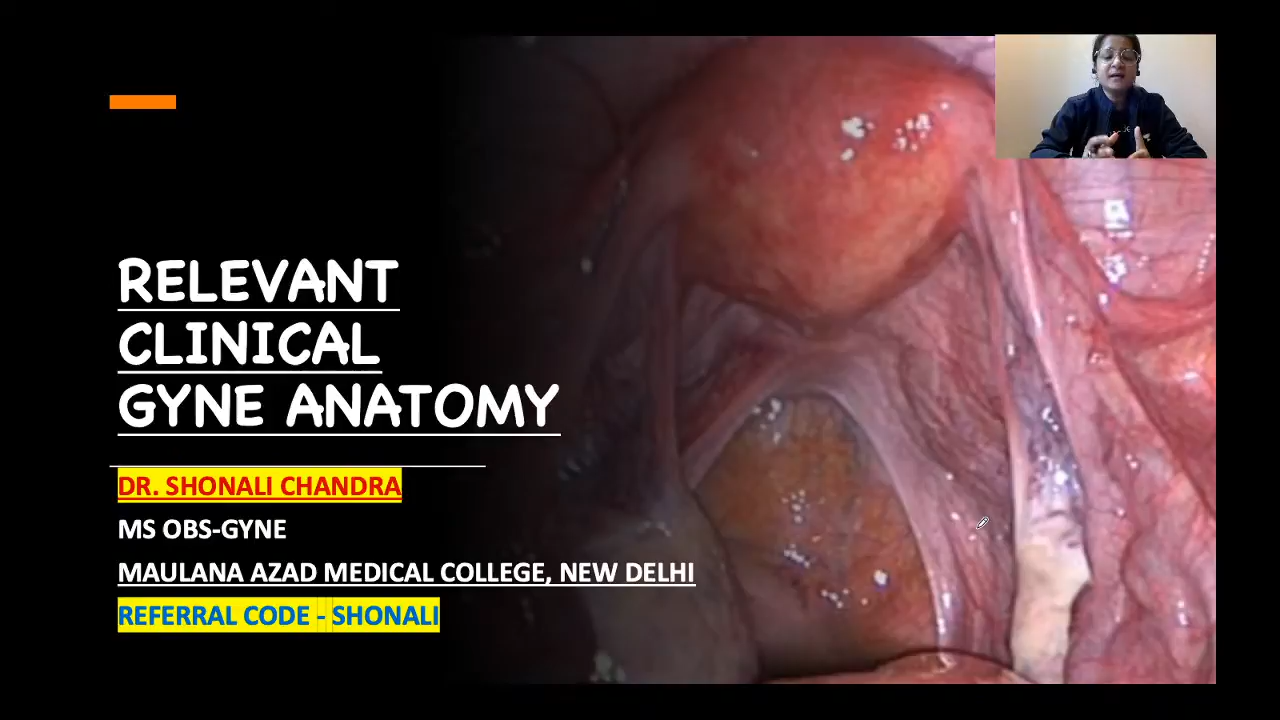 RELEVANT
CLINICAL
GYNE ANATOMY
DR. SHONALI CHANDRA
MS OBS-GYNE
MAULANA AZAD MEDICAL COLLEGE, NEW DELHI
REFERRAL CODE - SHONALI